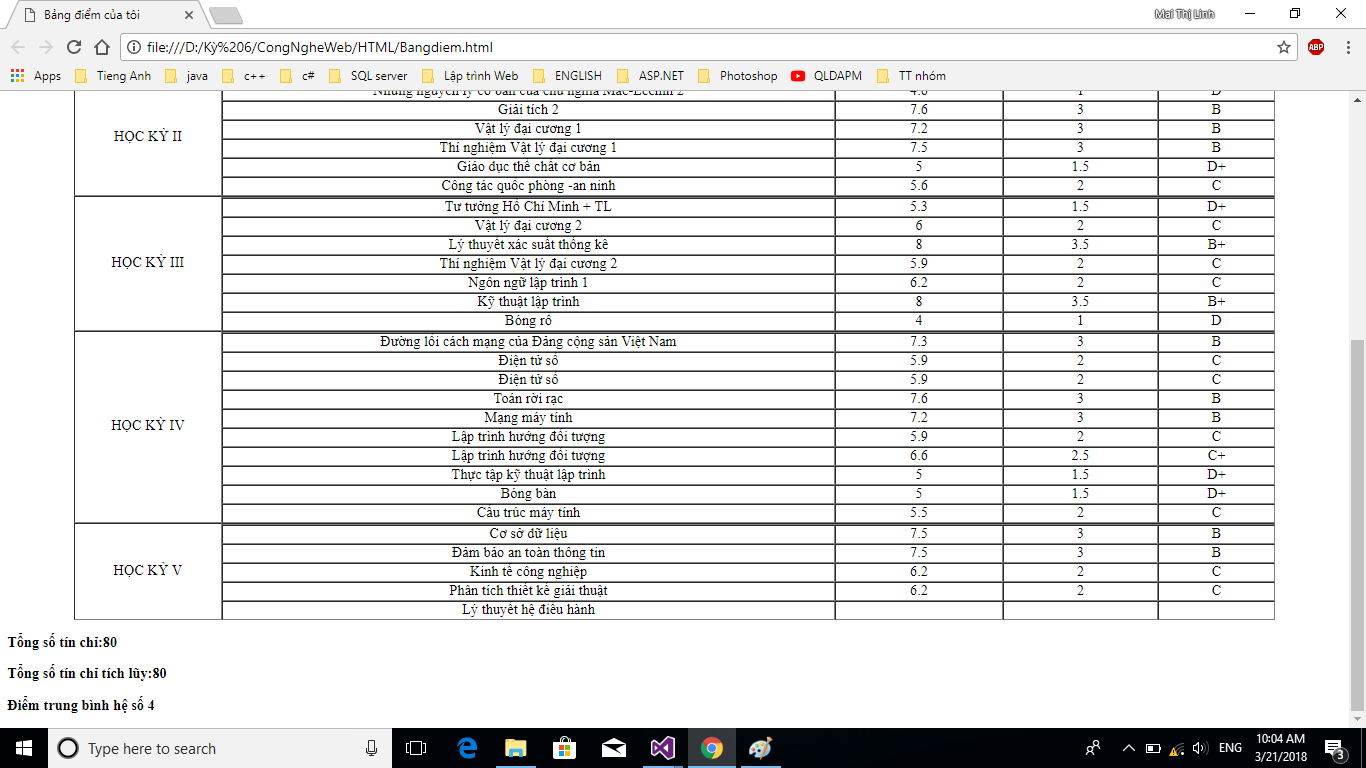 Bảng điểm của tôi
Mai Thị Linh
file:///D:/Kỳ%206/CongNgheWeb/HTML/Bangdiem.html
ABP
Apps Tieng Anh java c++ c# SQL server Lập trình Web ENGLISH ASP.NET Photoshop QLDAPM TT nhóm
HỌC KỲ II
Những nguyên lý cơ bản của chủ nghĩa Mác-Lecnin 2 4.6 1 D
Giải tích 2 7.6 3 B
Vật lý đại cương 1 7.2 3 B
Thí nghiệm Vật lý đại cương 1 7.5 3 B
Giáo dục thể chất cơ bản 5 1.5 D+
Công tác quốc phòng -an ninh 5.6 2 C
HỌC KỲ III
Tư tưởng Hồ Chí Minh + TL 5.3 1.5 D+
Vật lý đại cương 2 6 2 C
Lý thuyết xác suất thống kê 8 3.5 B+
Thí nghiệm Vật lý đại cương 2 5.9 2 C
Ngôn ngữ lập trình 1 6.2 2 C
Kỹ thuật lập trình 8 3.5 B+
Bóng rổ 4 1 D
HỌC KỲ IV
Đường lối cách mạng của Đảng cộng sản Việt Nam 7.3 3 B
Điện tử số 5.9 2 C
Điện tử số 5.9 2 C
Toán rời rạc 7.6 3 B
Mạng máy tính 7.2 3 B
Lập trình hướng đối tượng 5.9 2 C
Lập trình hướng đối tượng 6.6 2.5 C+
Thực tập kỹ thuật lập trình 5 1.5 D+
Bóng bàn 5 1.5 D+
Cấu trúc máy tính 5.5 2 C
HỌC KỲ V
Cơ sở dữ liệu 7.5 3 B
Đảm bảo an toàn thông tin 7.5 3 B
Kinh tế công nghiệp 6.2 2 C
Phân tích thiết kế giải thuật 6.2 2 C
Lý thuyết hệ điều hành
Tổng số tín chỉ:80
Tổng số tín chỉ tích lũy:80
Điểm trung bình hệ số 4
Type here to search
ENG
10:04 AM
3/21/2018
3